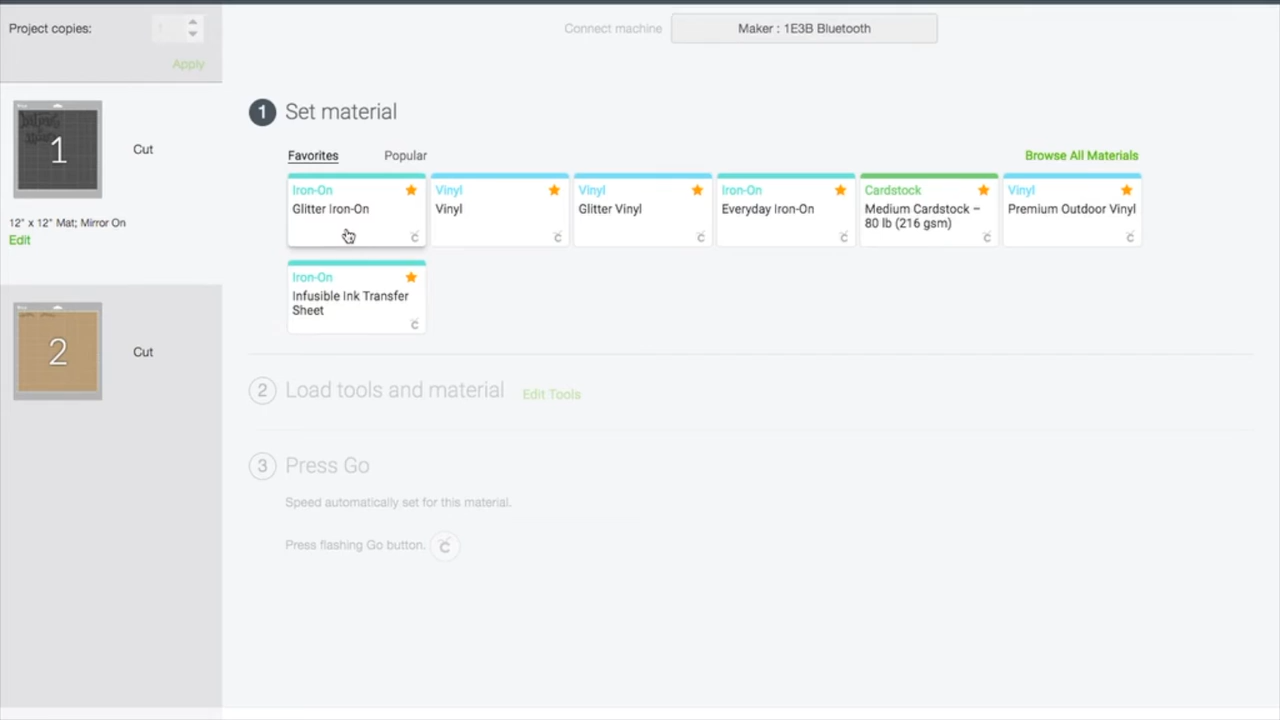 Project copies:
1
Apply
Connect machine
Maker : 1E3B Bluetooth
1
Cut
12" x 12" Mat; Mirror On
Edit
2
Cut
1 Set material
Favorites
Popular
Browse All Materials
Iron-On
Glitter Iron-On
Vinyl
Vinyl
Vinyl
Glitter Vinyl
Iron-On
Everyday Iron-On
Cardstock
Medium Cardstock –
80 lb (216 gsm)
Vinyl
Premium Outdoor Vinyl
Iron-On
Infusible Ink Transfer
Sheet
2 Load tools and material
Edit Tools
3 Press Go
Speed automatically set for this material.
Press flashing Go button.